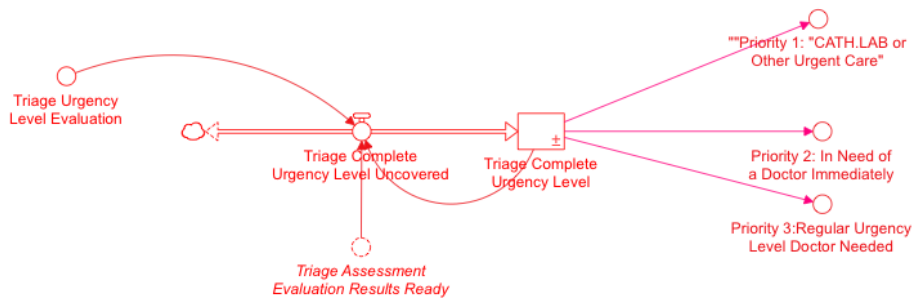 ""Priority 1: "CATH.LAB or
Other Urgent Care"
Triage Urgency
Level Evaluation
Triage Complete
Urgency Level Uncovered
±
Triage Complete
Urgency Level
Priority 2: In Need of
a Doctor Immediately
Priority 3:Regular Urgency
Level Doctor Needed
Triage Assessment
Evaluation Results Ready